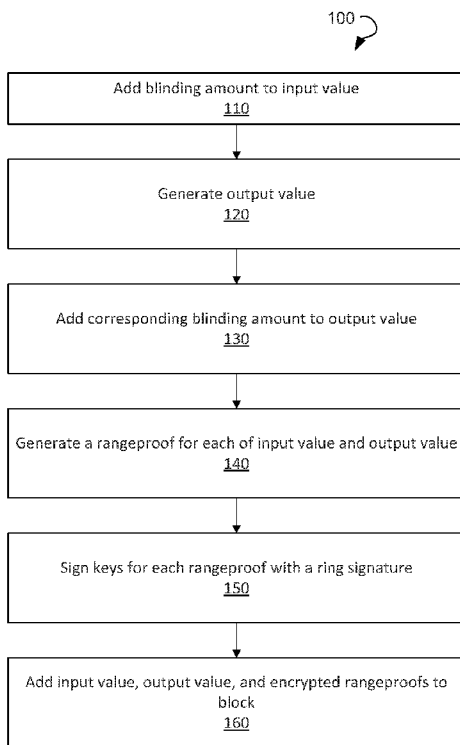 100
Add blinding amount to input value
110
Generate output value
120
Add corresponding blinding amount to output value
130
Generate a rangeproof for each of input value and output value
140
Sign keys for each rangeproof with a ring signature
150
Add input value, output value, and encrypted rangeproofs to
block
160